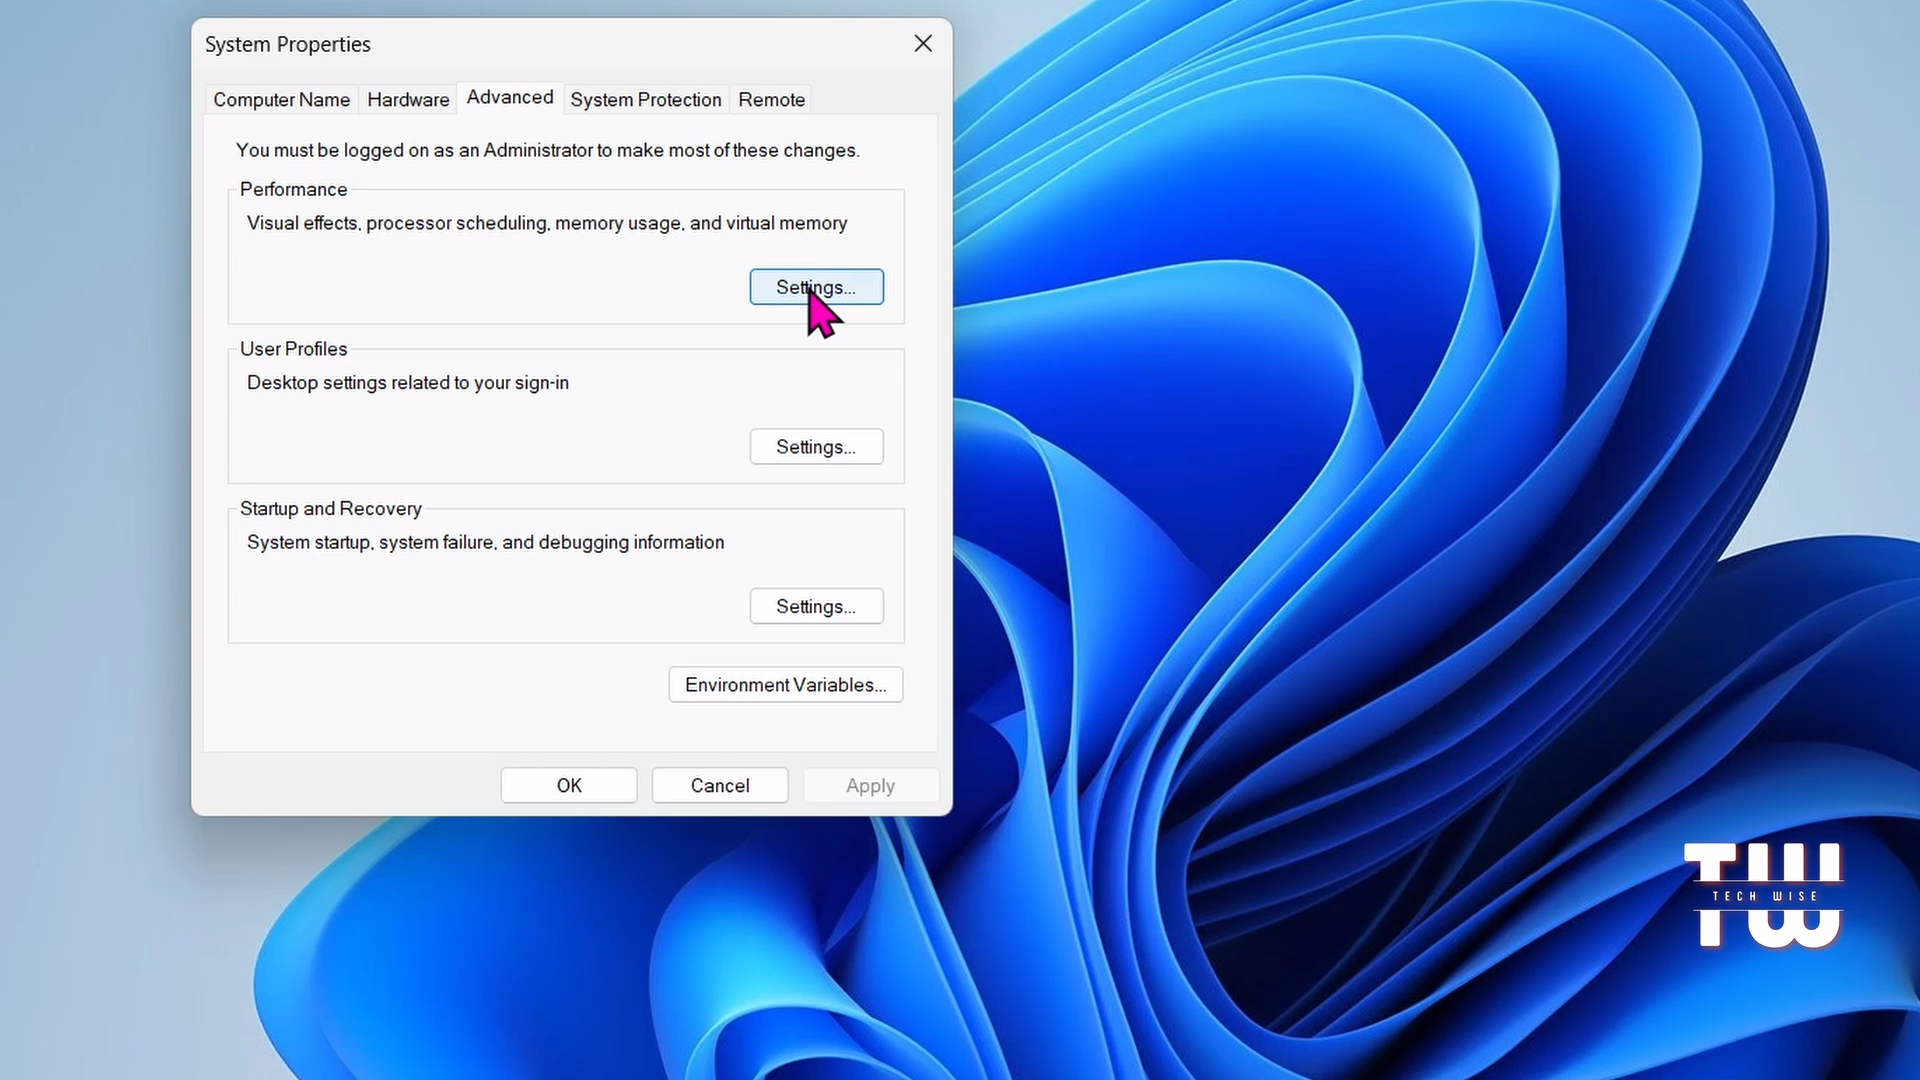 System Properties
Computer Name Hardware Advanced System Protection Remote
You must be logged on as an Administrator to make most of these changes.
Performance
Visual effects, processor scheduling, memory usage, and virtual memory
Settings...
User Profiles
Desktop settings related to your sign-in
Settings...
Startup and Recovery
System startup, system failure, and debugging information
Settings...
Environment Variables...
OK Cancel Apply
TW
TECH WISE